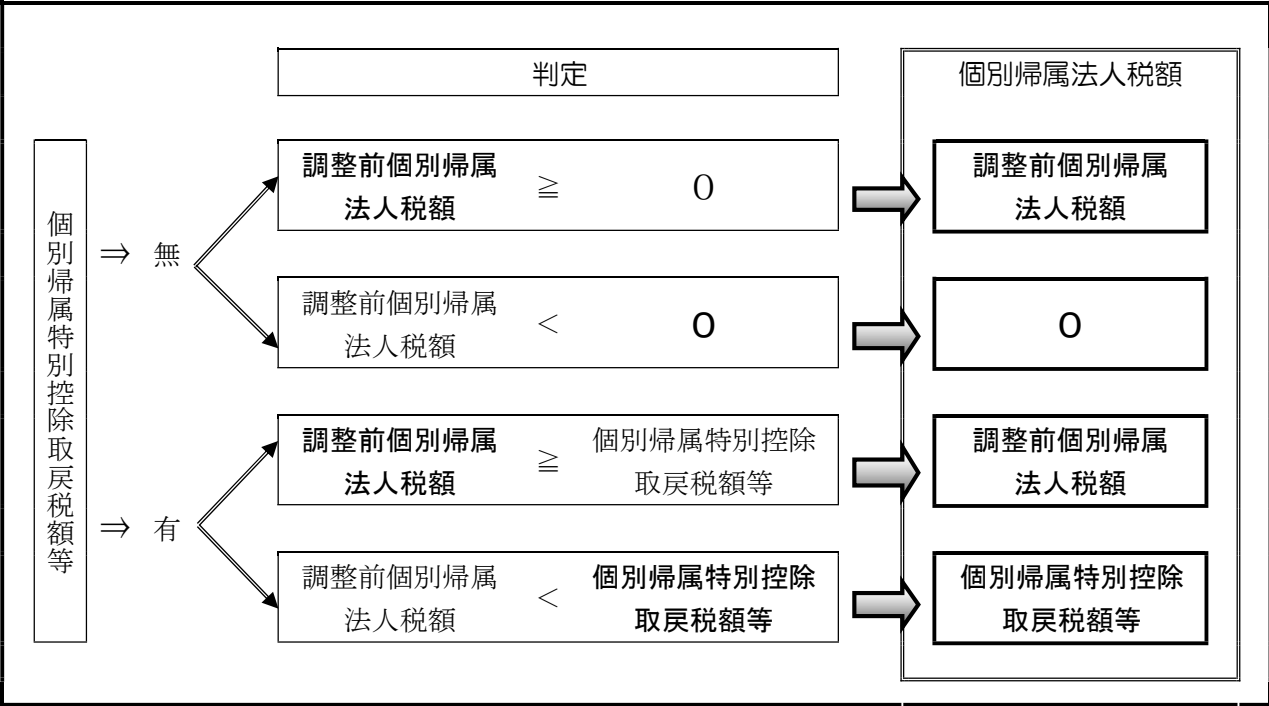 判定
個別帰属法人税額
個別帰属特別控除取戻税額等
⇒ 無
調整前個別帰属
法人税額
≧
0
調整前個別帰属
法人税額
調整前個別帰属
法人税額
<
0
0
⇒ 有
調整前個別帰属
法人税額
≧
個別帰属特別控除
取戻税額等
調整前個別帰属
法人税額
調整前個別帰属
法人税額
<
個別帰属特別控除
取戻税額等
個別帰属特別控除
取戻税額等